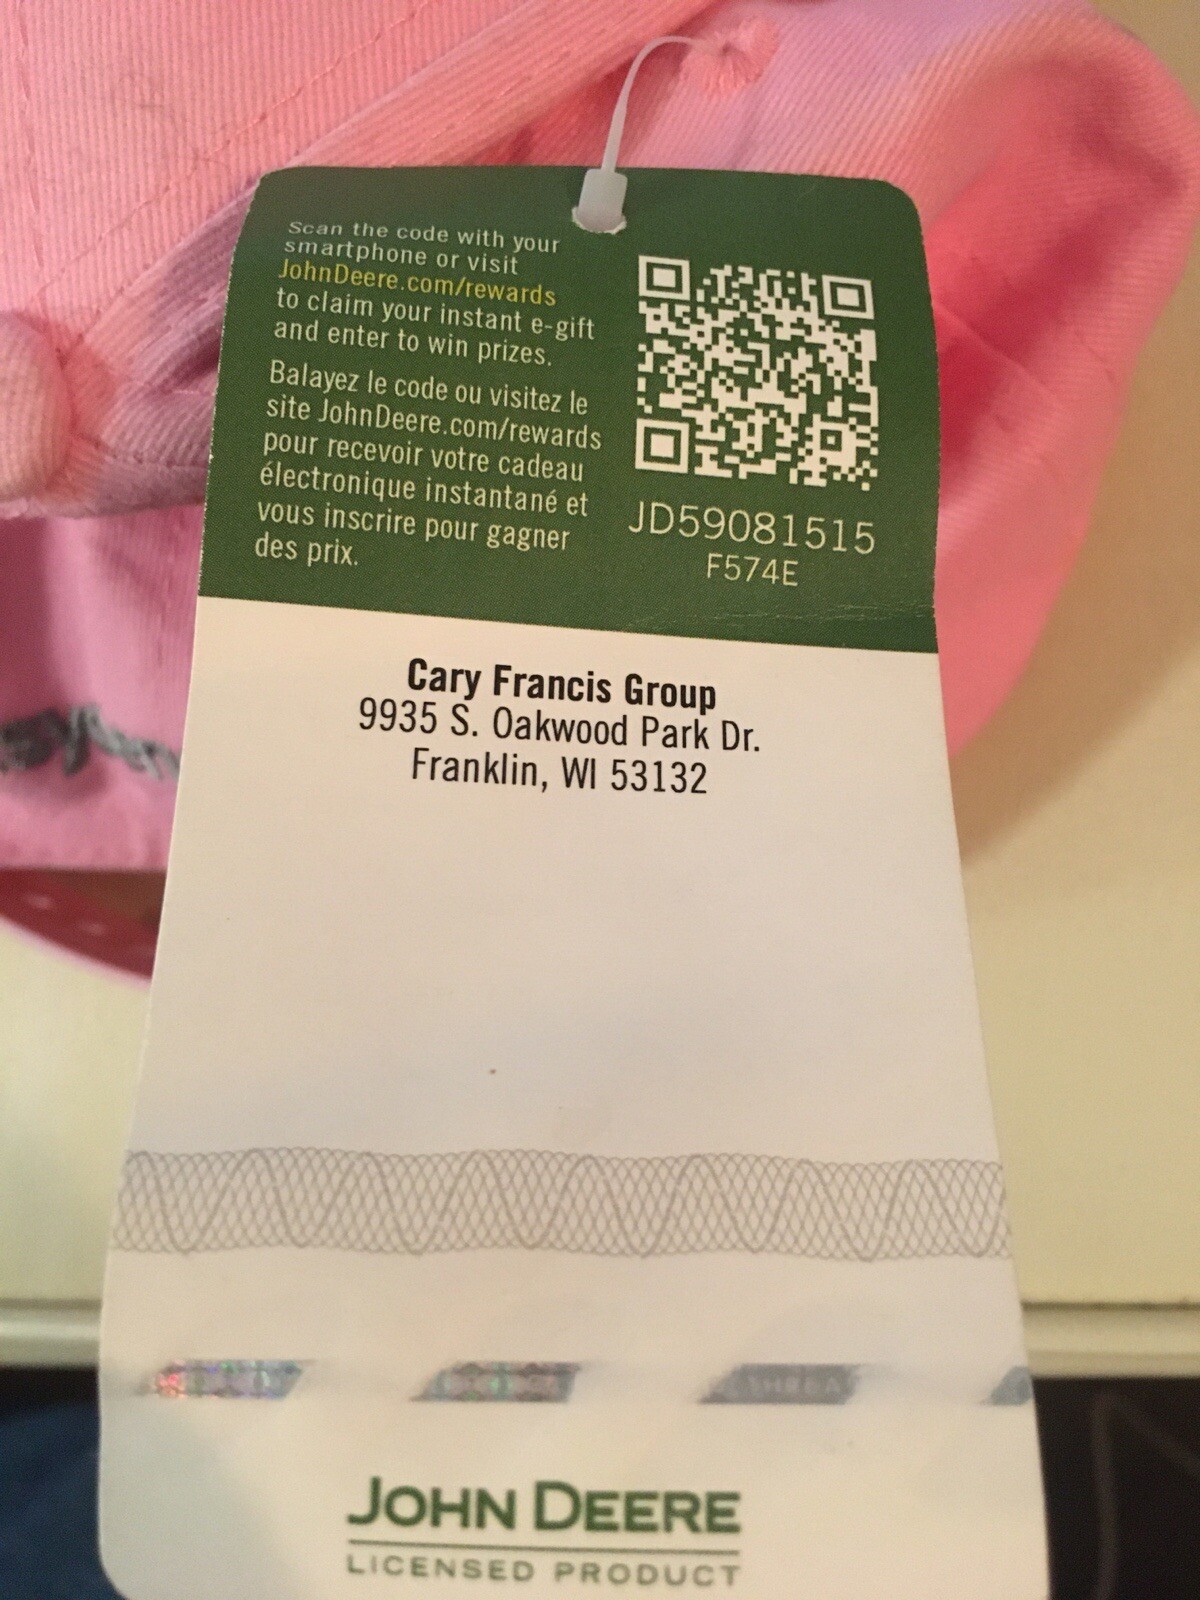 Scan the code with your
smartphone or visit
JohnDeere.com/rewards
to claim your instant e-gift
and enter to win prizes.
Balayez le code ou visitez le
site JohnDeere.com/rewards
pour recevoir votre cadeau
électronique instantané et
vous inscrire pour gagner
des prix.
JD59081515
F574E
Cary Francis Group
9935 S. Oakwood Park Dr.
Franklin, WI 53132
JOHN DEERE
LICENSED PRODUCT